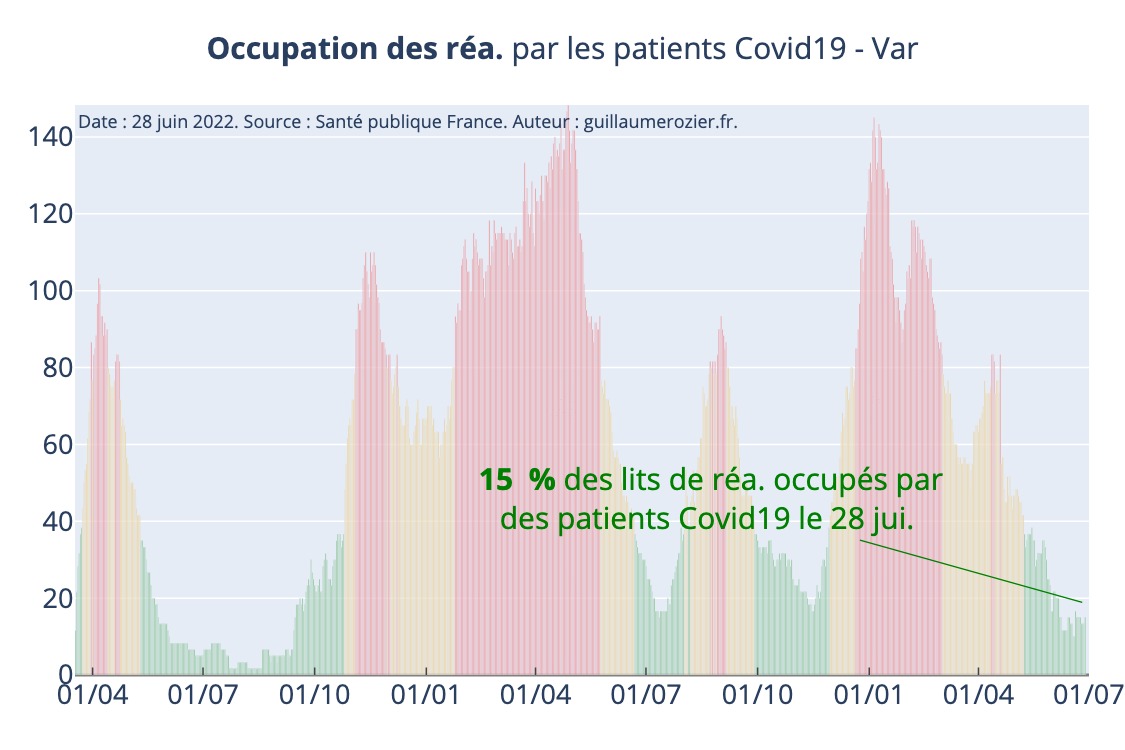 Occupation des réa. par les patients Covid19 - Var
Date : 28 juin 2022. Source : Santé publique France. Auteur : guillaumerozier.fr.
140
120
100
80
60
40
20
0
15 % des lits de réa. occupés par
des patients Covid19 le 28 jui.
01/04 01/07 01/10 01/01 01/04 01/07 01/10 01/01 01/04 01/07